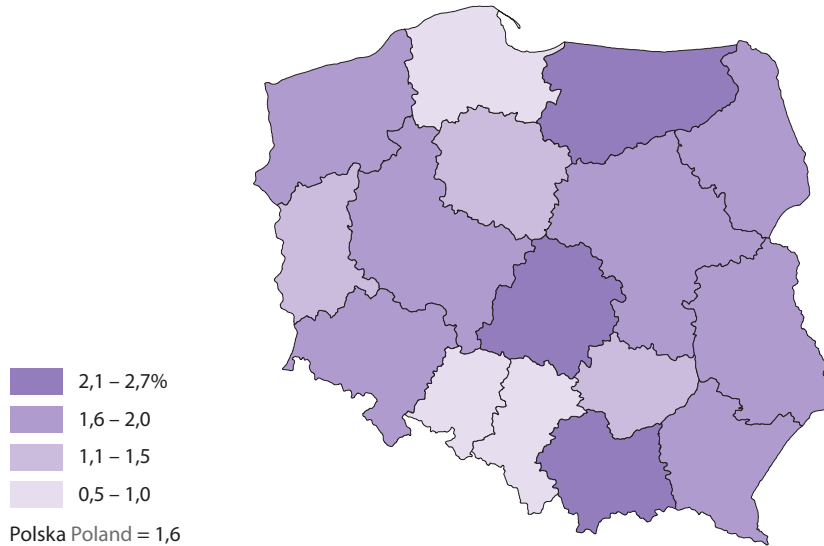 2,1 – 2,7%
1,6 – 2,0
1,1 – 1,5
0,5 – 1,0
Polska Poland = 1,6